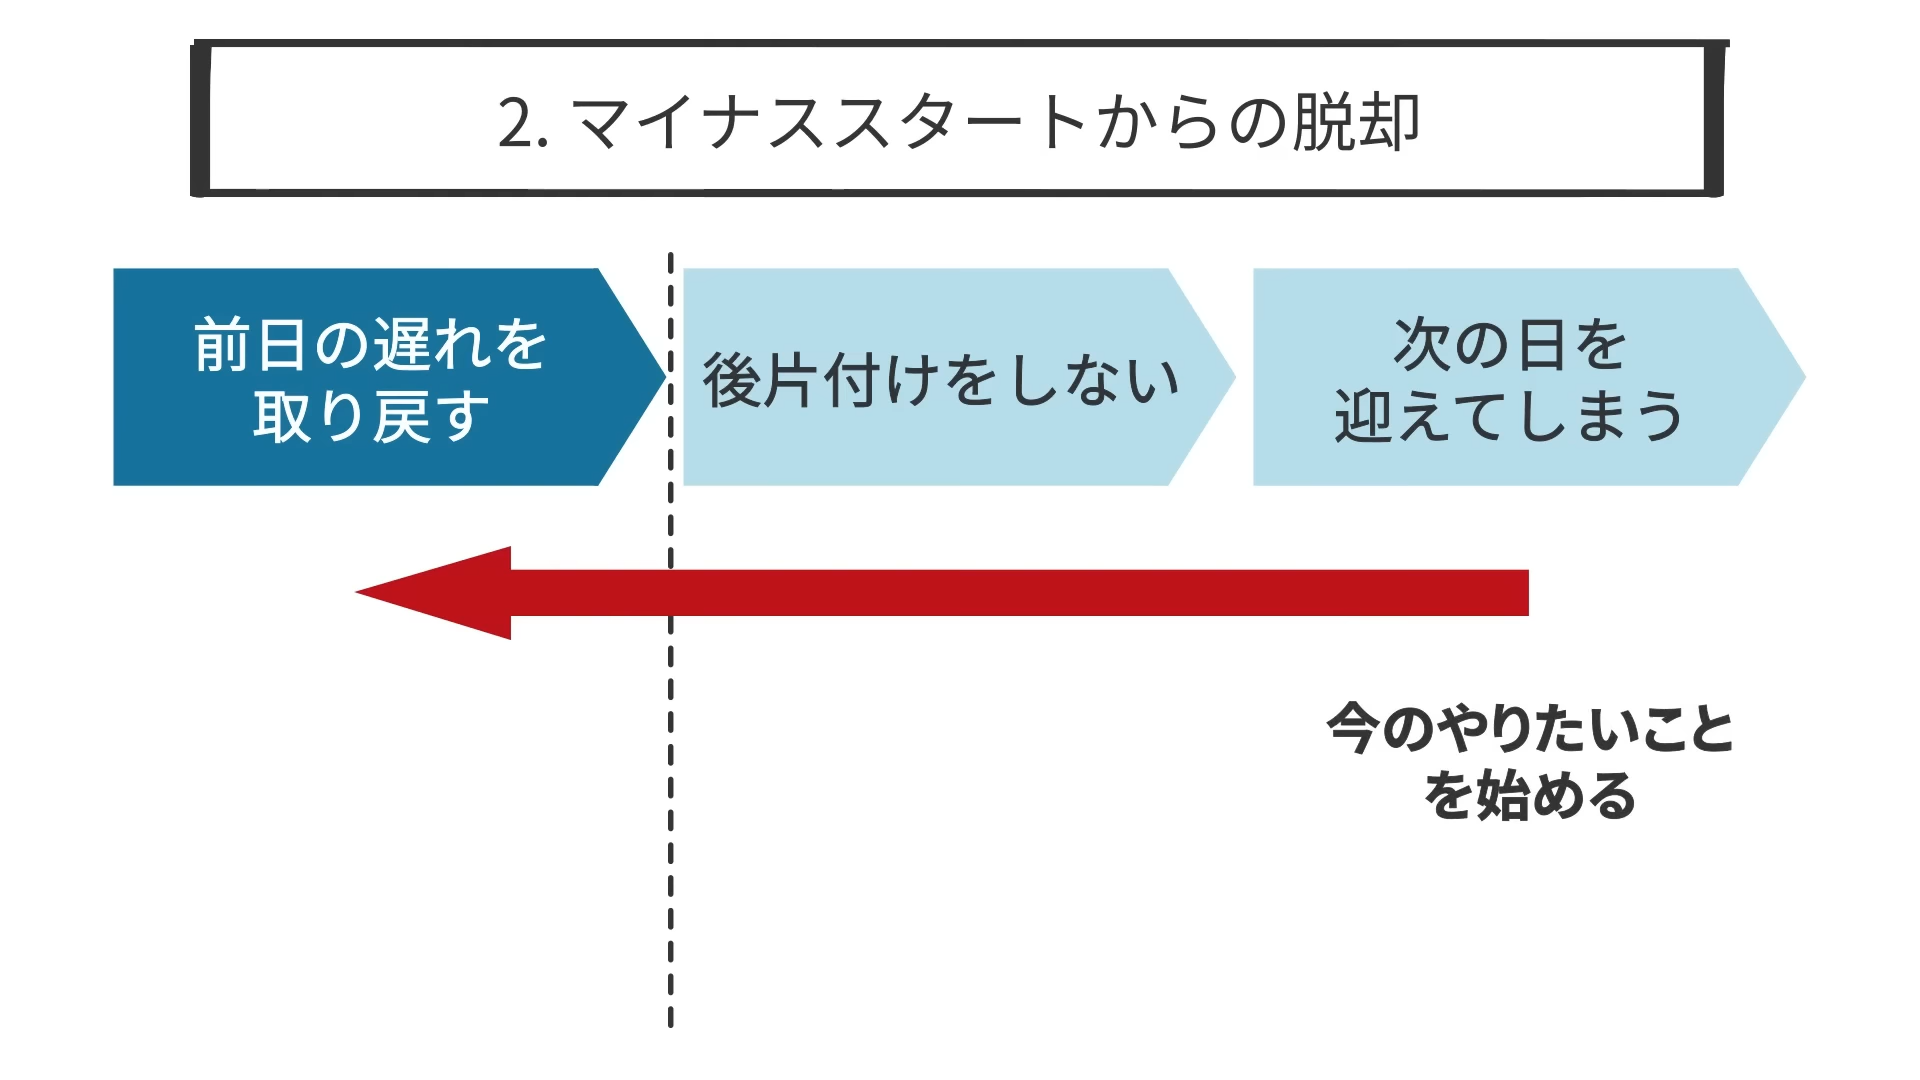 2. マイナススタートからの脱却
前日の遅れを
取り戻す
後片付けをしない
次の日を
迎えてしまう
今のやりたいこと
を始める